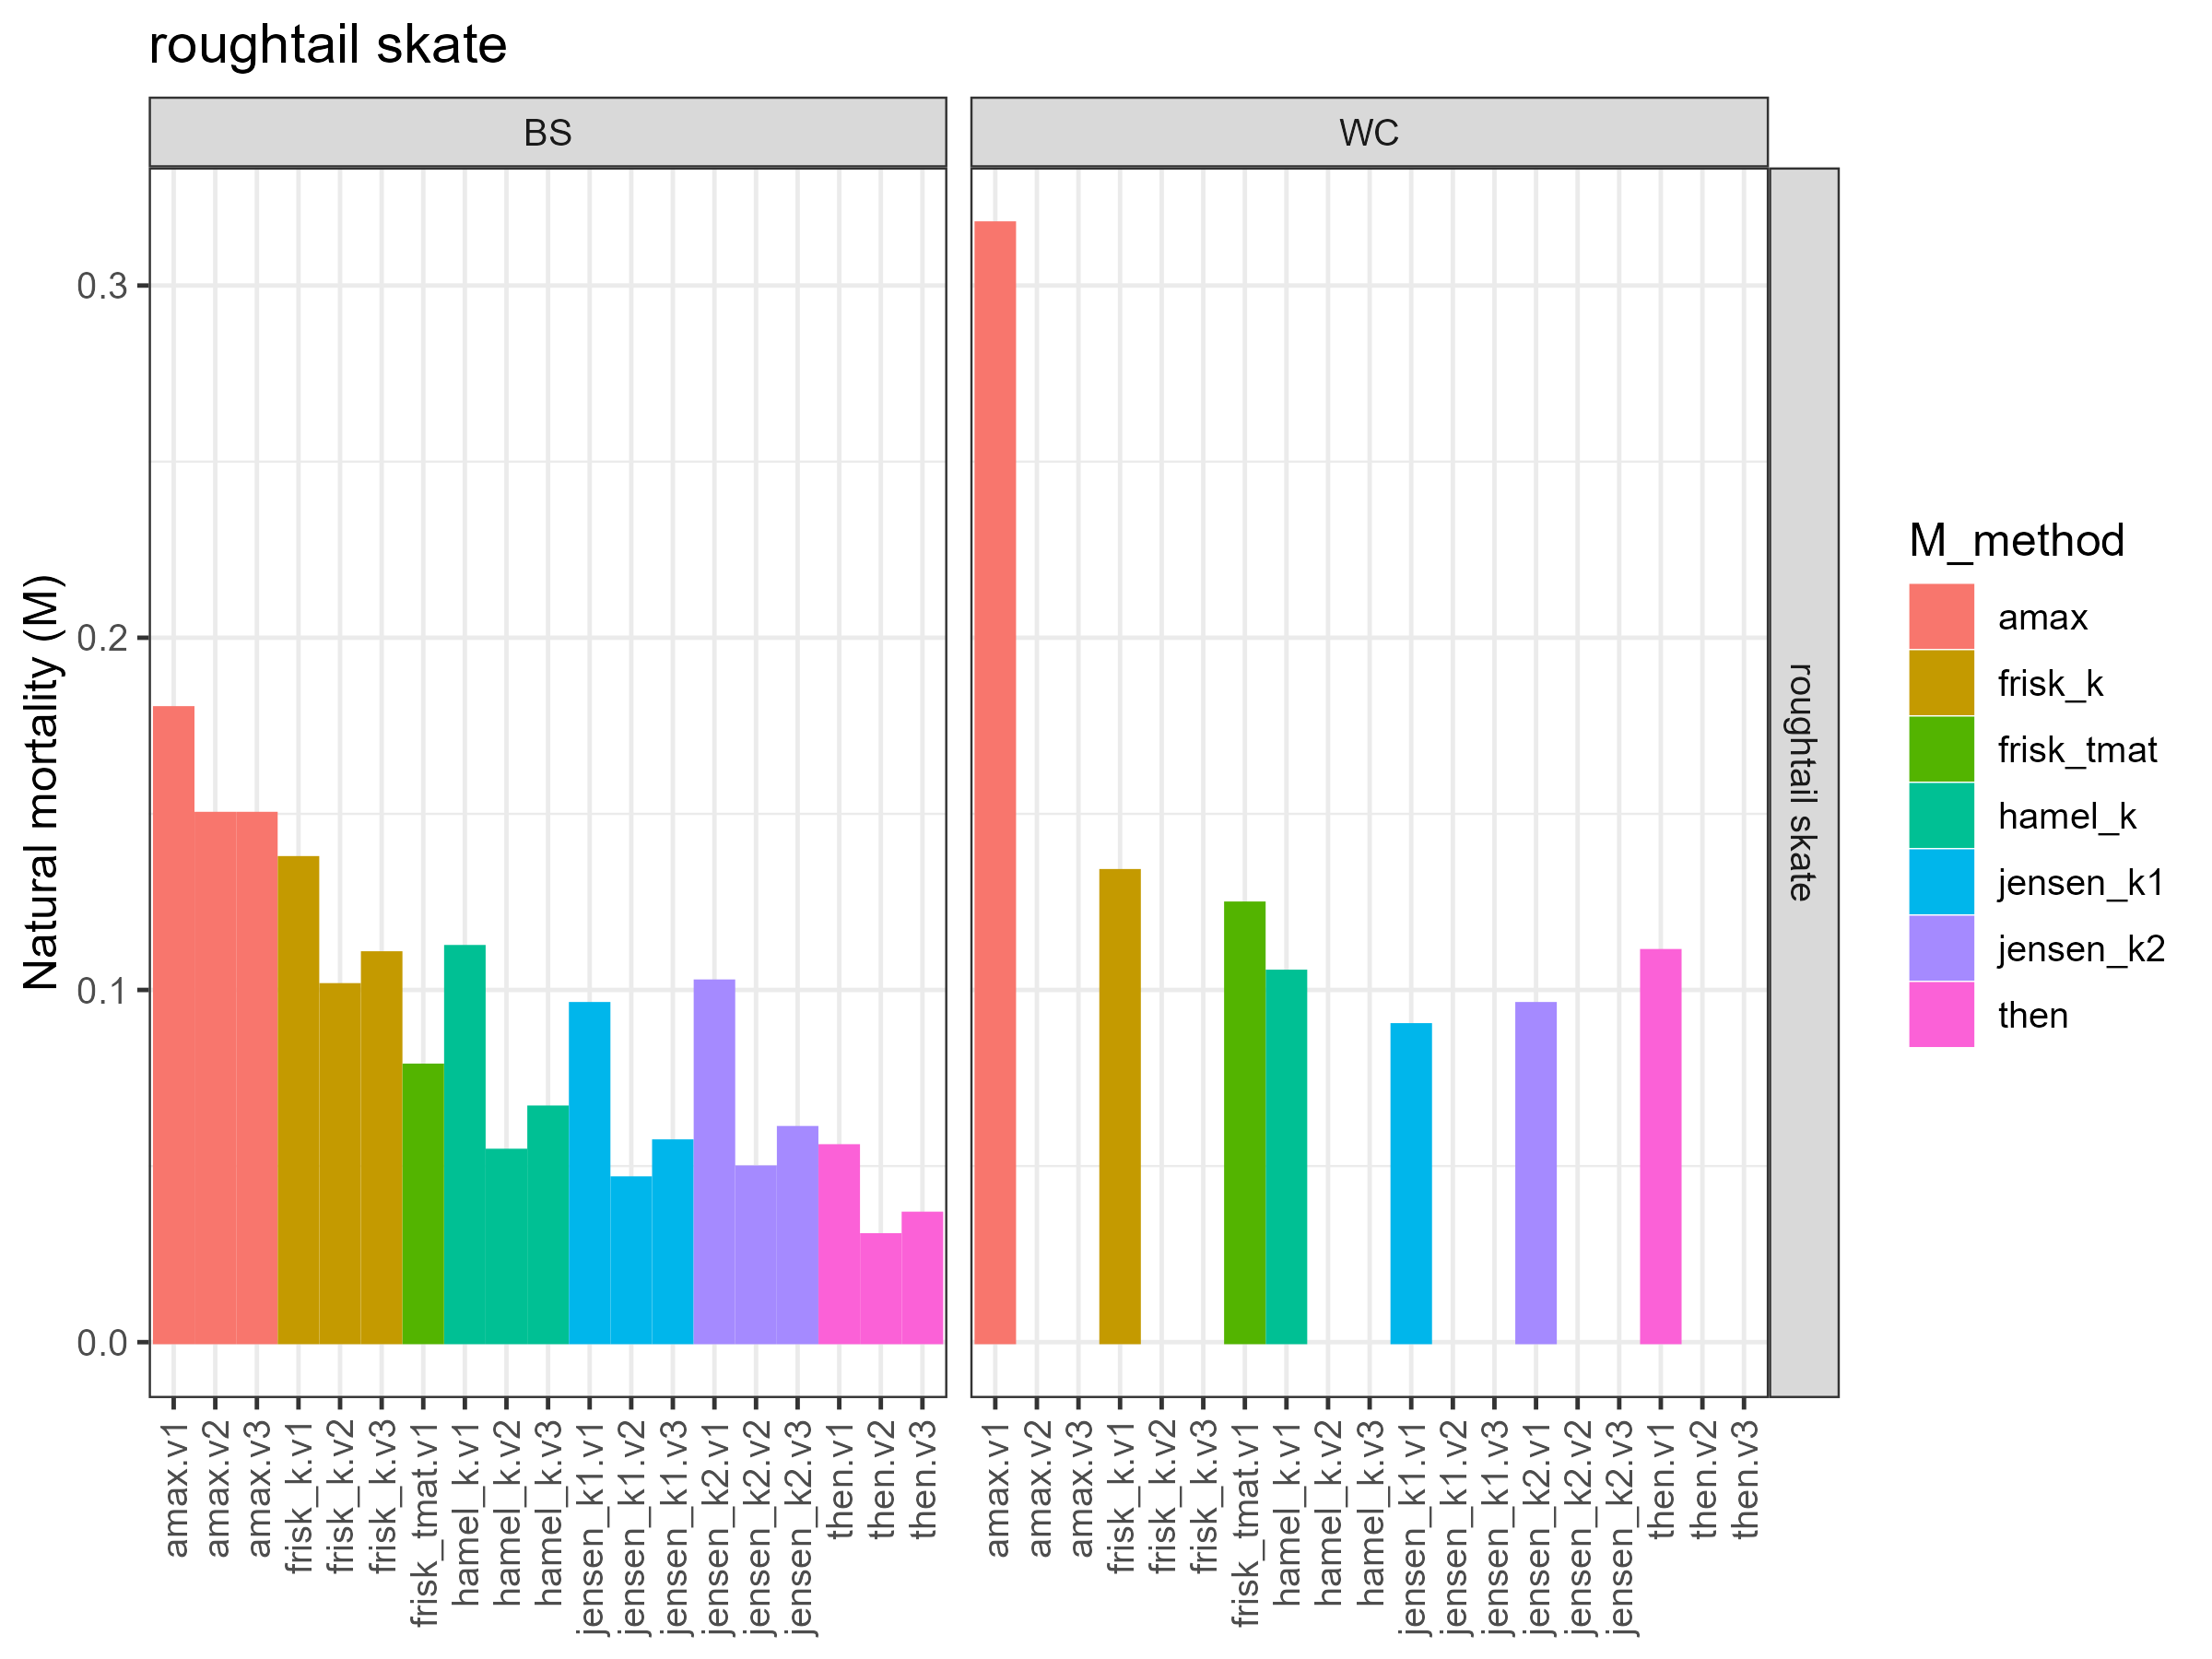 roughtail skate
BS
WC
roughtail skate
Natural mortality (M)
0.3
0.2
0.1
0.0
amax.v1
amax.v2
amax.v3
frisk_k.v1
frisk_k.v2
frisk_k.v3
frisk_tmat.v1
hamel_k.v1
hamel_k.v2
hamel_k.v3
jensen_k1.v1
jensen_k1.v2
jensen_k1.v3
jensen_k2.v1
jensen_k2.v2
jensen_k2.v3
then.v1
then.v2
then.v3
amax.v1
amax.v2
amax.v3
frisk_k.v1
frisk_k.v2
frisk_k.v3
frisk_tmat.v1
hamel_k.v1
hamel_k.v2
hamel_k.v3
jensen_k1.v1
jensen_k1.v2
jensen_k1.v3
jensen_k2.v1
jensen_k2.v2
jensen_k2.v3
then.v1
then.v2
then.v3
M_method
amax
frisk_k
frisk_tmat
hamel_k
jensen_k1
jensen_k2
then